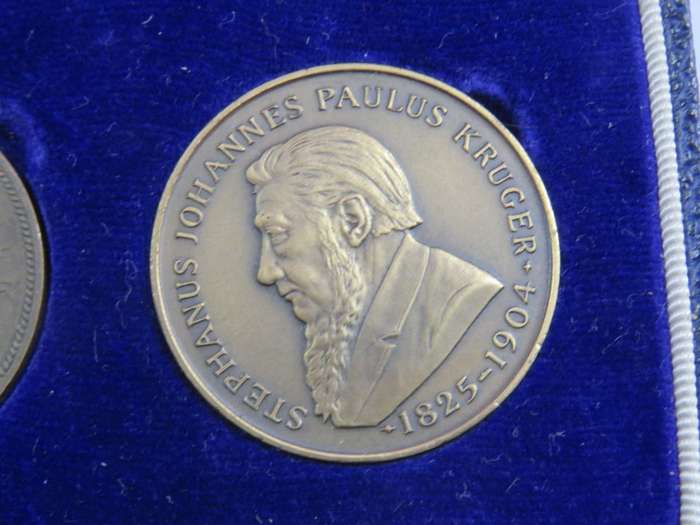 STEPHANUS JOHANNES PAULUS KRUGER
1825-1904